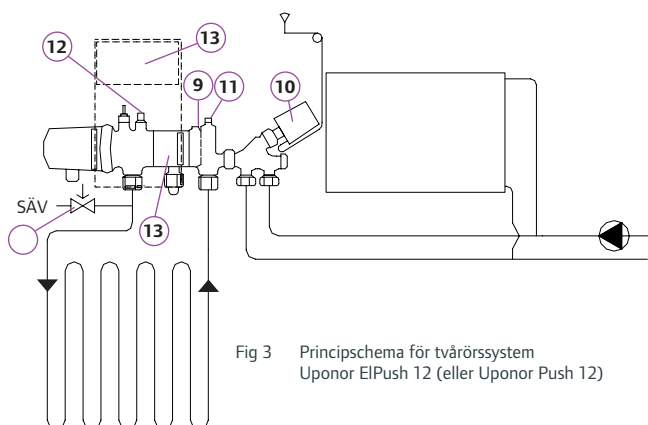 13
12
9
11
10
SÄV
13
Fig 3 Principschema för tvårörssystem
Uponor ElPush 12 (eller Uponor Push 12)